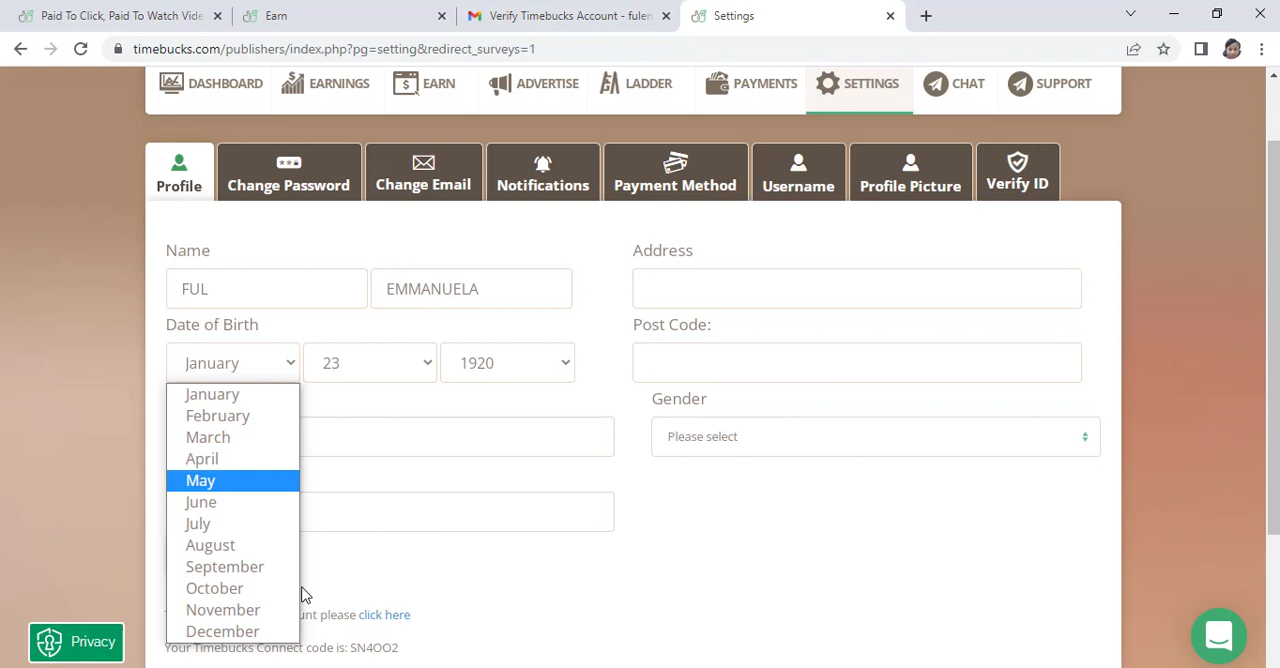 Paid To Click, Paid To Watch Vide
Earn
Verify Timebucks Account - fulem
Settings
timebucks.com/publishers/index.php?pg=setting&redirect_surveys=1
DASHBOARD
EARNINGS
EARN
ADVERTISE
LADDER
PAYMENTS
SETTINGS
CHAT
SUPPORT
Profile
Change Password
Change Email
Notifications
Payment Method
Username
Profile Picture
Verify ID
Name
Address
FUL
EMMANUELA
Date of Birth
Post Code:
January
23
1920
January
February
March
April
May
June
July
August
September
October
November
December
Gender
Please select
unt please click here
Your Timebucks Connect code is: SN4OO2
Privacy